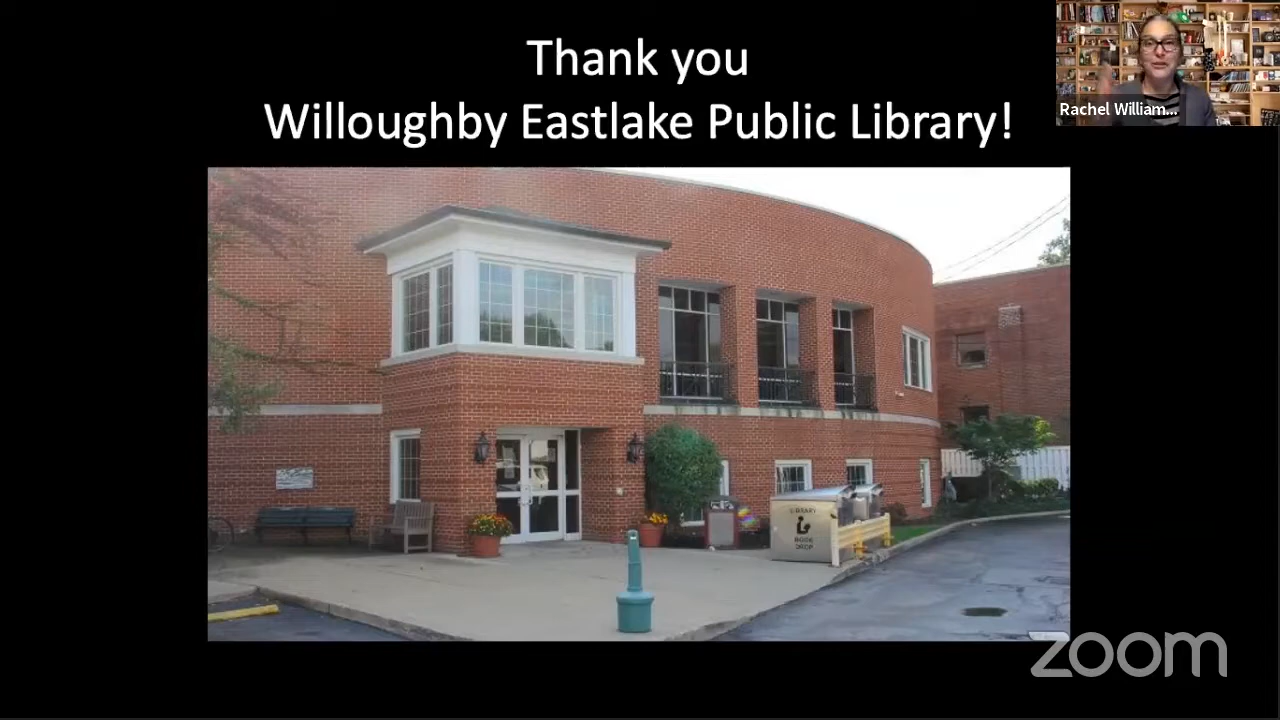 Thank you
Willoughby Eastlake Public Library!
Rachel William...
LIBRARY
BOOK
DROP
zoom